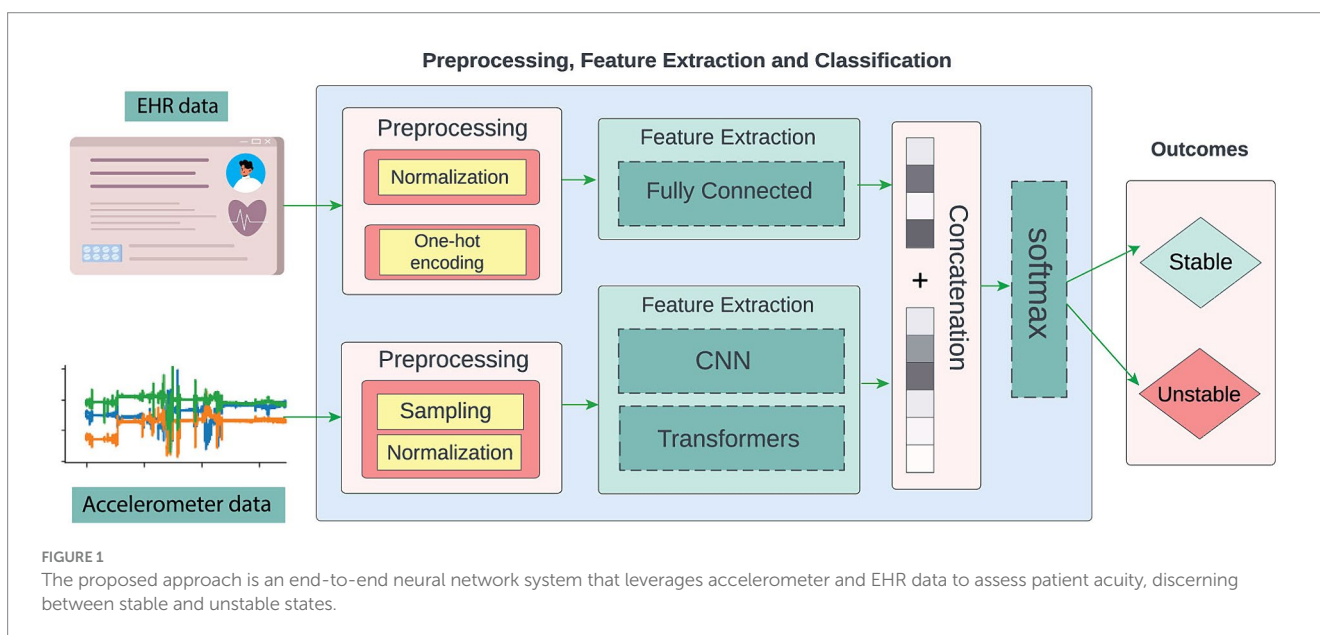 Preprocessing, Feature Extraction and Classification
EHR data
Preprocessing
Normalization
One-hot
encoding
Feature Extraction
Fully Connected
Accelerometer data
Preprocessing
Sampling
Normalization
Feature Extraction
CNN
Transformers
+
Concatenation
softmax
Outcomes
Stable
Unstable
FIGURE 1
The proposed approach is an end-to-end neural network system that leverages accelerometer and EHR data to assess patient acuity, discerning
between stable and unstable states.